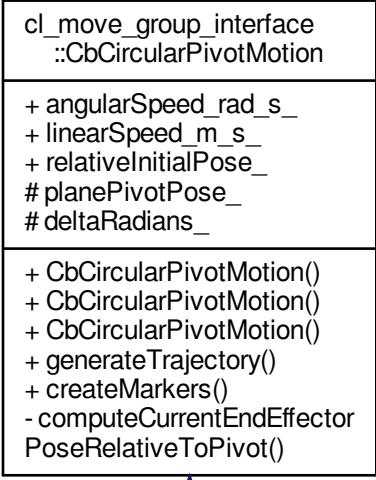 cl_move_group_interface
::CbCircularPivotMotion
+ angularSpeed_rad_s_
+ linearSpeed_m_s_
+ relativeInitialPose_
# planePivotPose_
# deltaRadians_
+ CbCircularPivotMotion()
+ CbCircularPivotMotion()
+ CbCircularPivotMotion()
+ generateTrajectory()
+ createMarkers()
- computeCurrentEndEffector
PoseRelativeToPivot()